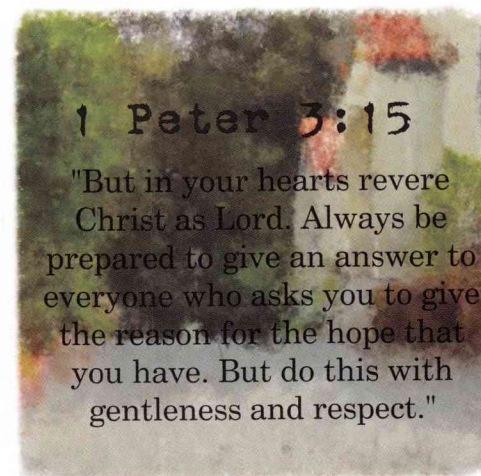 1 Peter 3:15
"But in your hearts revere
Christ as Lord. Always be
prepared to give an answer to
everyone who asks you to give
the reason for the hope that
you have. But do this with
gentleness and respect."